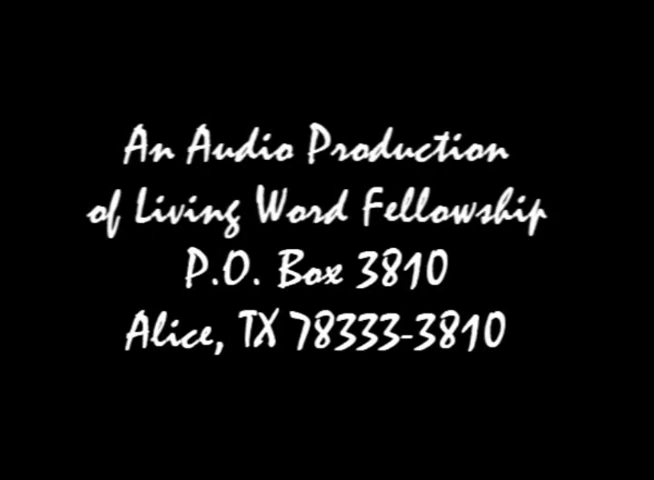 An Audio Production
of Living Word Fellowship
P.O. Box 3810
Alice, TX 78333-3810